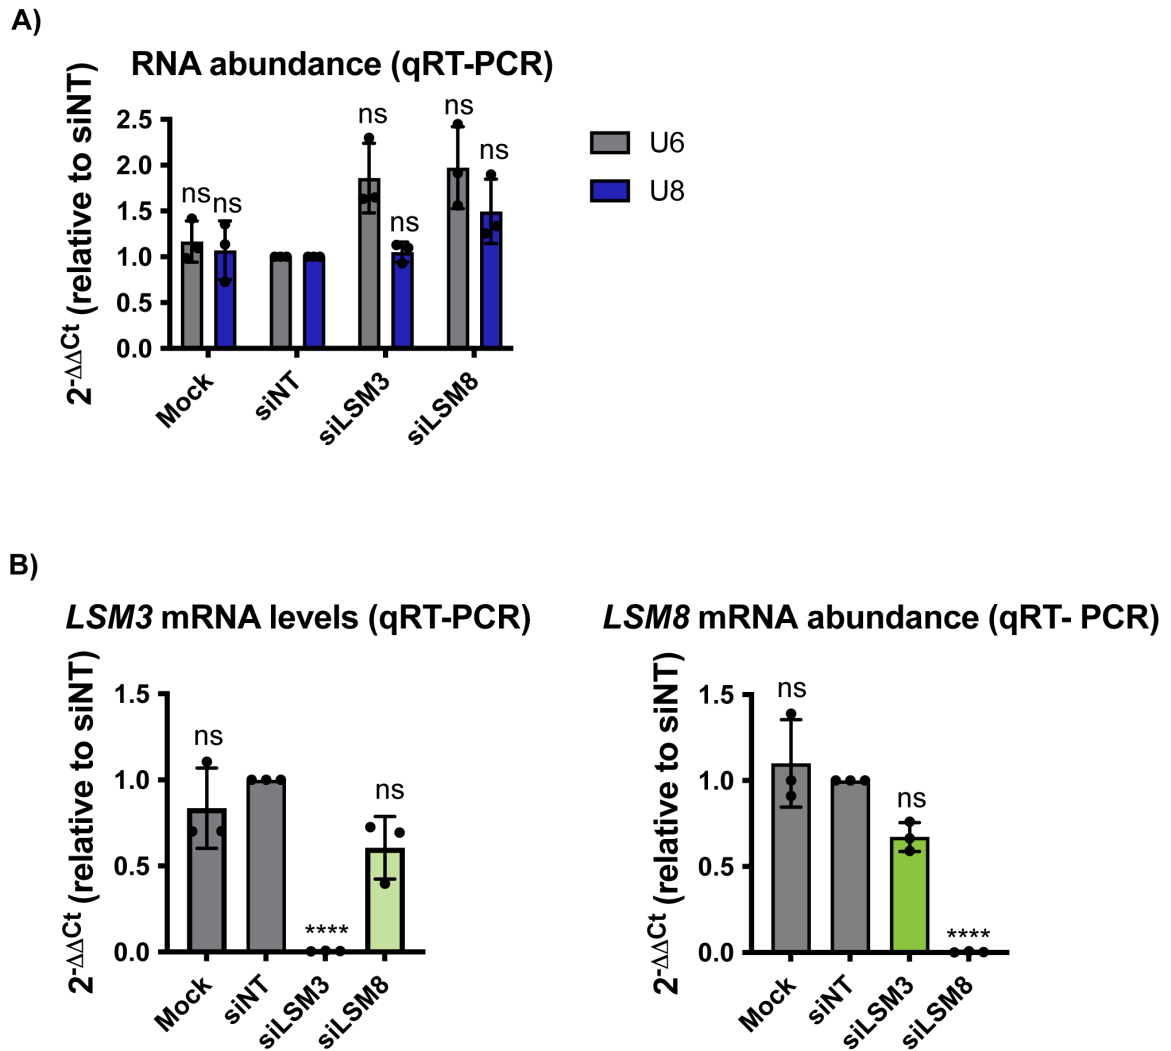 A)
RNA abundance (qRT-PCR)
2-ΔΔCt (relative to siNT)
2.5
2.0
1.5
1.0
0.5
0.0
ns
ns
ns
ns
ns
ns
Mock
siNT
siLSM3
siLSM8
U6
U8
B)
LSM3 mRNA levels (qRT-PCR)
2-ΔΔCt (relative to siNT)
1.5
1.0
0.5
0.0
ns
****
ns
Mock
siNT
siLSM3
siLSM8
LSM8 mRNA abundance (qRT- PCR)
2-ΔΔCt (relative to siNT)
1.5
1.0
0.5
0.0
ns
ns
****
Mock
siNT
siLSM3
siLSM8